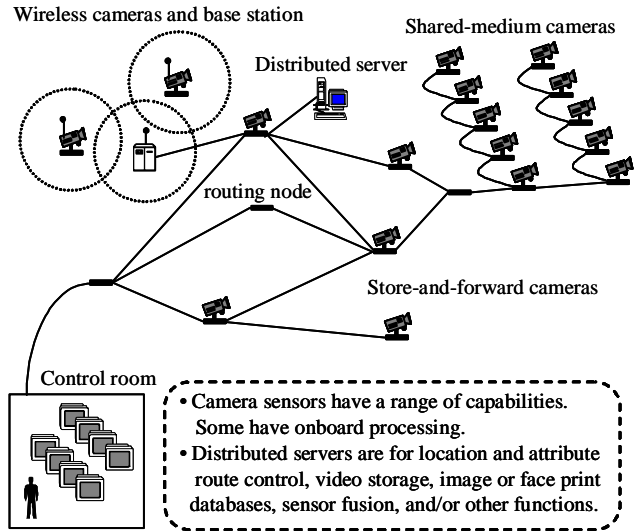 Wireless cameras and base station
Shared-medium cameras
Distributed server
routing node
Store-and-forward cameras
Control room
• Camera sensors have a range of capabilities.
Some have onboard processing.
• Distributed servers are for location and attribute
route control, video storage, image or face print
databases, sensor fusion, and/or other functions.